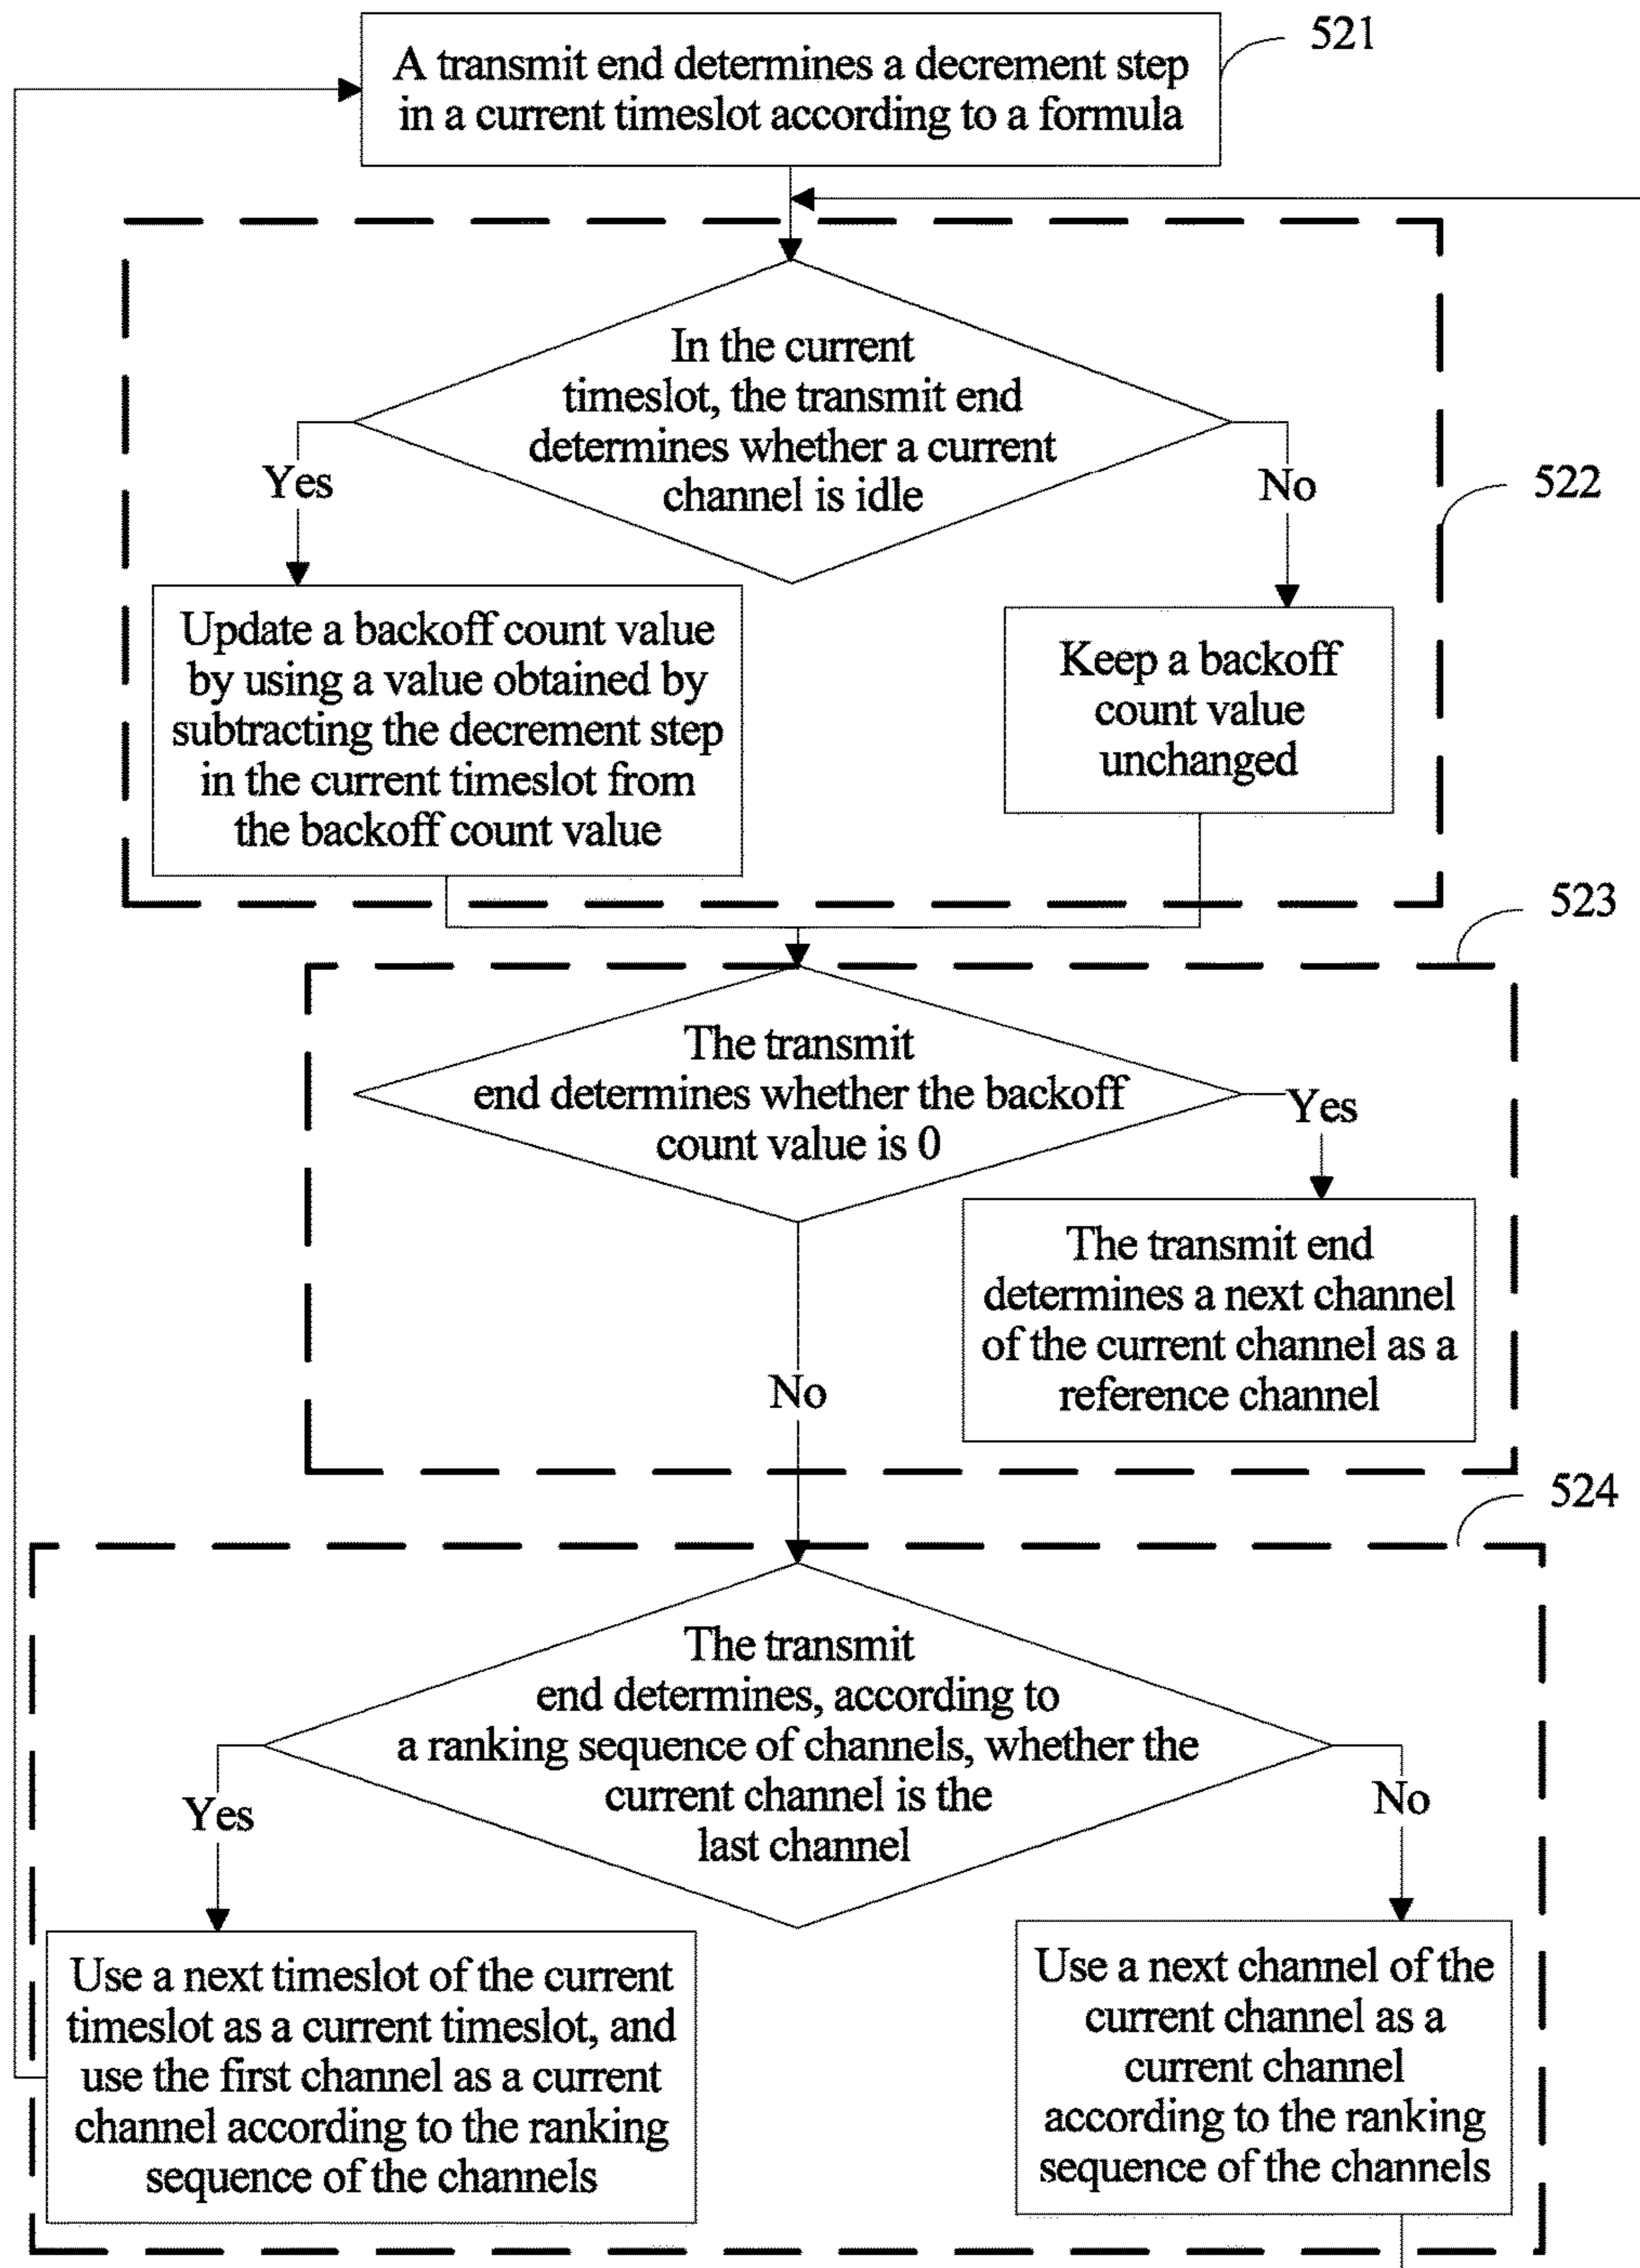 A transmit end determines a decrement step
in a current timeslot according to a formula
521
In the current
timeslot, the transmit end
determines whether a current
channel is idle
Yes
No
522
Update a backoff count value
by using a value obtained by
subtracting the decrement step
in the current timeslot from
the backoff count value
Keep a backoff
count value
unchanged
523
The transmit
end determines whether the backoff
count value is 0
Yes
The transmit end
determines a next channel
of the current channel as a
reference channel
No
524
The transmit
end determines, according to
a ranking sequence of channels, whether the
current channel is the
last channel
Yes
No
Use a next timeslot of the current
timeslot as a current timeslot, and
use the first channel as a current
channel according to the ranking
sequence of the channels
Use a next channel of the
current channel as a
current channel
according to the ranking
sequence of the channels